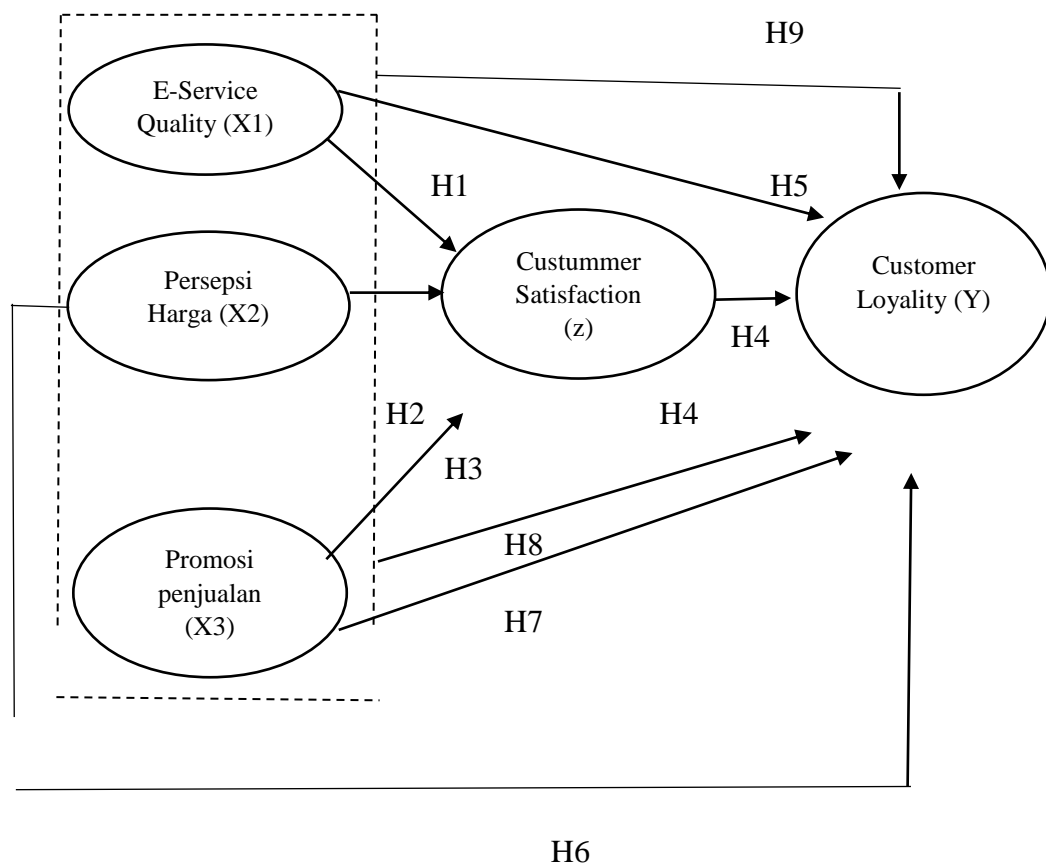 H9
E-Service
Quality (X1)
H1
H5
Persepsi
Harga (X2)
Custummer
Satisfaction
(z)
Customer
Loyality (Y)
H4
H2
H4
H3
Promosi
penjualan
(X3)
H8
H7
H6